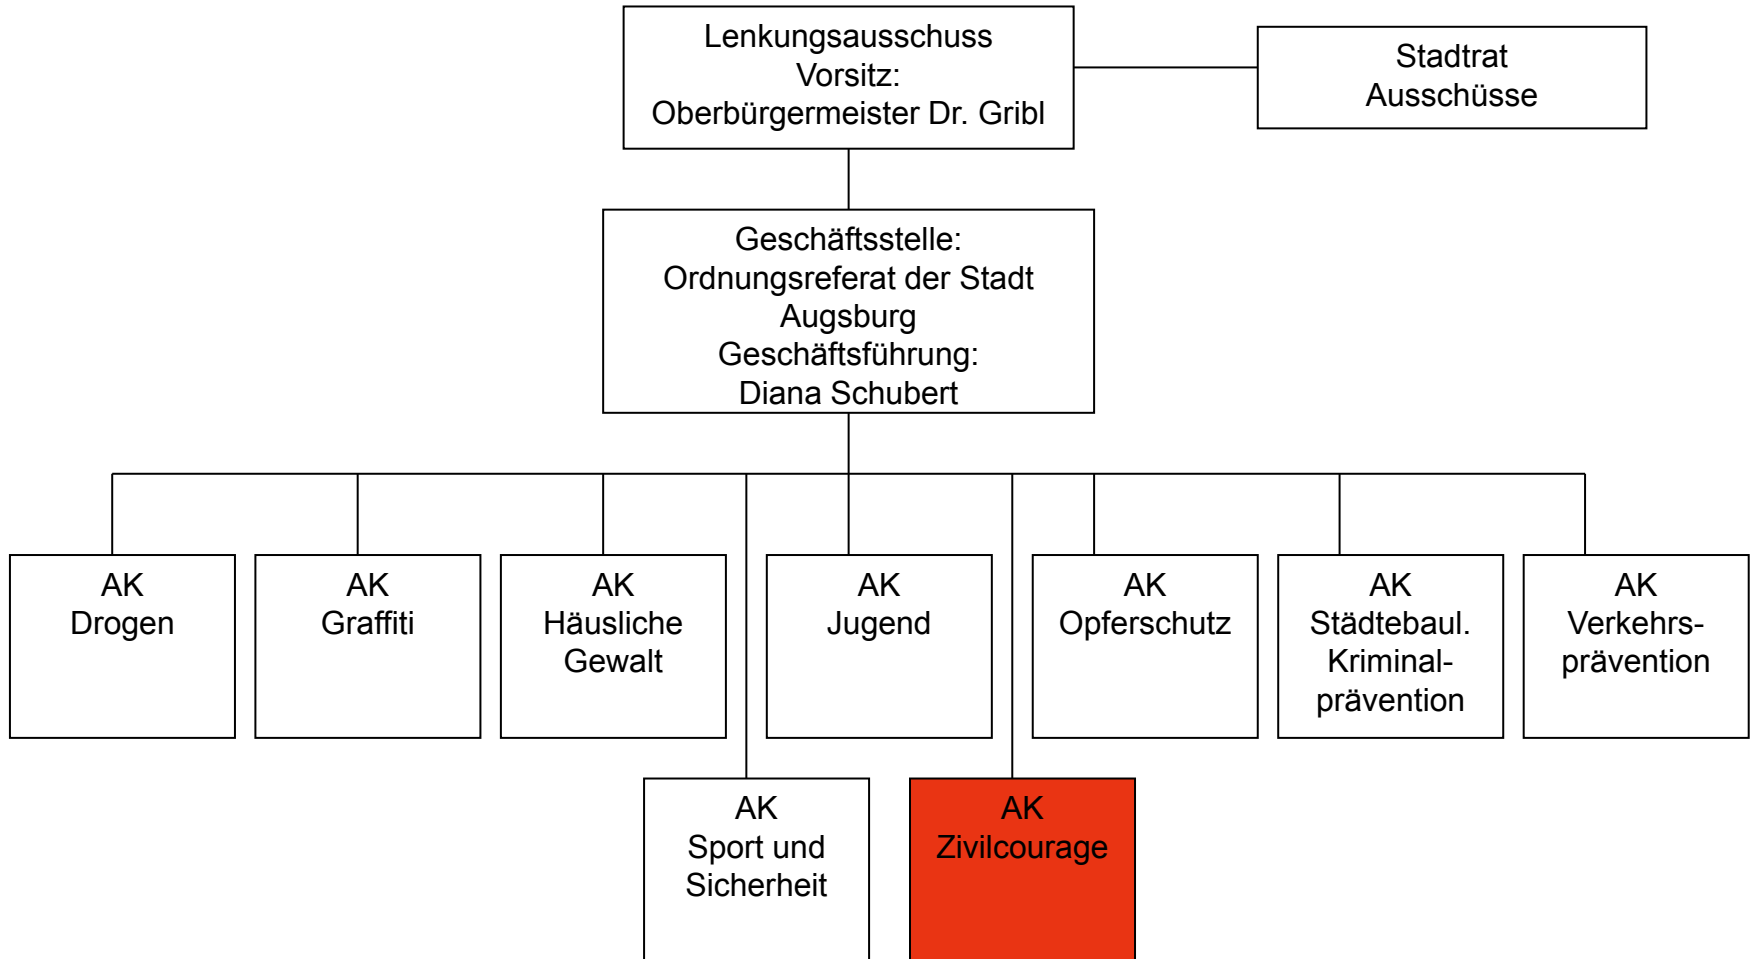 Lenkungsausschuss
Vorsitz:
Oberbürgermeister Dr. Gribl
Stadtrat
Ausschüsse
Geschäftsstelle:
Ordnungsreferat der Stadt
Augsburg
Geschäftsführung:
Diana Schubert
AK
Drogen
AK
Graffiti
AK
Häusliche
Gewalt
AK
Jugend
AK
Opferschutz
AK
Städtebaul.
Kriminal-
prävention
AK
Verkehrs-
prävention
AK
Sport und
Sicherheit
AK
Zivilcourage